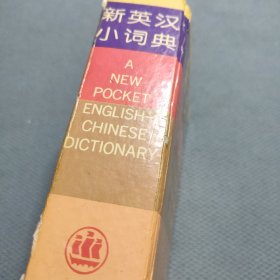 新英汉
小词典
A
NEW
POCKET
ENGLISH-
CHINESE
DICTIONARY